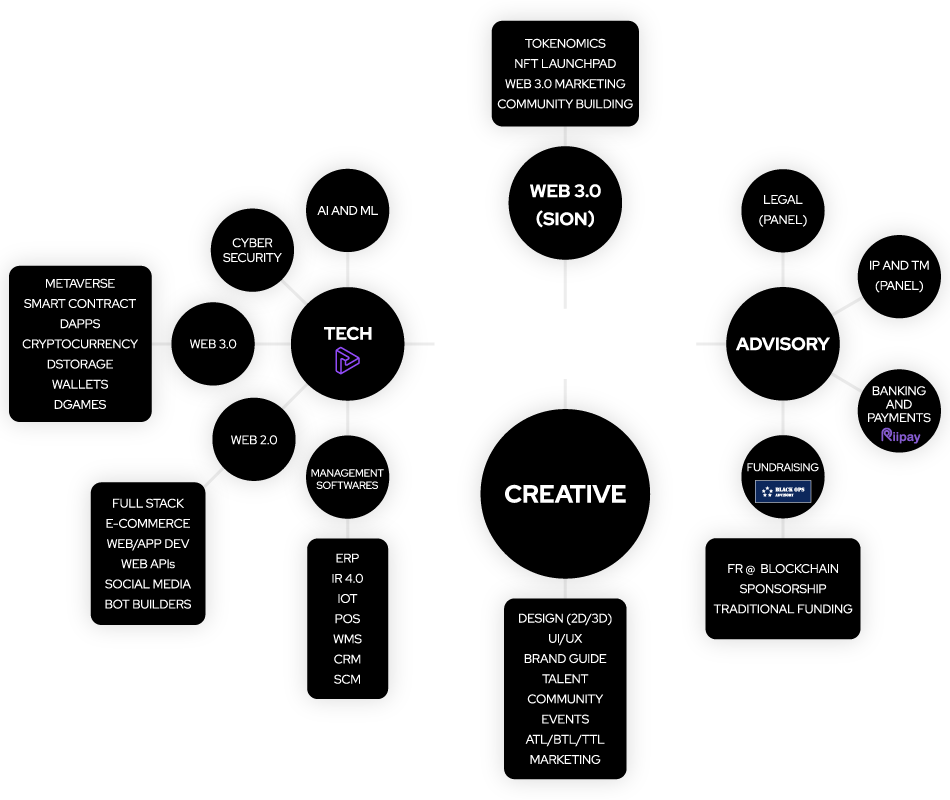 TOKENOMICS
NFT LAUNCHPAD
WEB 3.0 MARKETING
COMMUNITY BUILDING
WEB 3.0
(SION)
AI AND ML
CYBER
SECURITY
METAVERSE
SMART CONTRACT
DAPPS
CRYPTOCURRENCY
DSTORAGE
WALLETS
DGAMES
WEB 3.0
TECH
WEB 2.0
MANAGEMENT
SOFTWARES
FULL STACK
E-COMMERCE
WEB/APP DEV
WEB APIs
SOCIAL MEDIA
BOT BUILDERS
ERP
IR 4.0
IOT
POS
WMS
CRM
SCM
CREATIVE
DESIGN (2D/3D)
UI/UX
BRAND GUIDE
TALENT
COMMUNITY
EVENTS
ATL/BTL/TTL
MARKETING
LEGAL
(PANEL)
IP AND TM
(PANEL)
ADVISORY
BANKING
AND
PAYMENTS
Riipay
FUNDRAISING
BLACK OPS
ADVISORY
FR @ BLOCKCHAIN
SPONSORSHIP
TRADITIONAL FUNDING